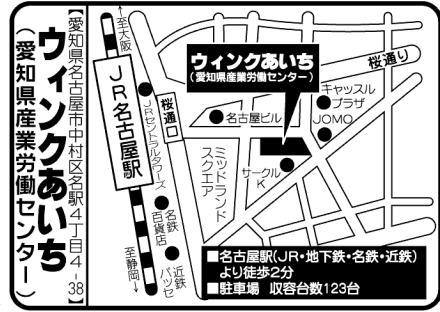 【愛知県名古屋市中村区名駅4丁目4-38】
ウィンクあいち
(愛知県産業労働センター)
↑至大阪
JR名古屋駅
至静岡↓
桜通口
JRセントラルタワーズ
名鉄百貨店
近鉄パッセ
ミッドランドスクエア
ウィンクあいち
(愛知県産業労働センター)
名古屋ビル
桜通り
キャッスルプラザ
JOMO
サークルK
■名古屋駅(JR・地下鉄・名鉄・近鉄)
より徒歩2分
■駐車場 収容台数123台